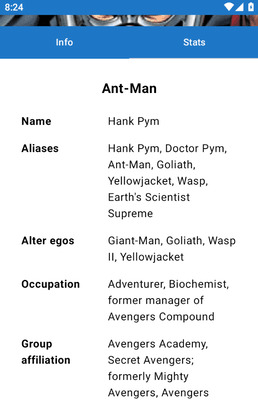 8:24
Info Stats
Ant-Man
Name Hank Pym
Aliases Hank Pym, Doctor Pym,
Ant-Man, Goliath,
Yellowjacket, Wasp,
Earth's Scientist
Supreme
Alter egos Giant-Man, Goliath, Wasp
II, Yellowjacket
Occupation Adventurer, Biochemist,
former manager of
Avengers Compound
Group Avengers Academy,
affiliation Secret Avengers;
formerly Mighty
Avengers, Avengers